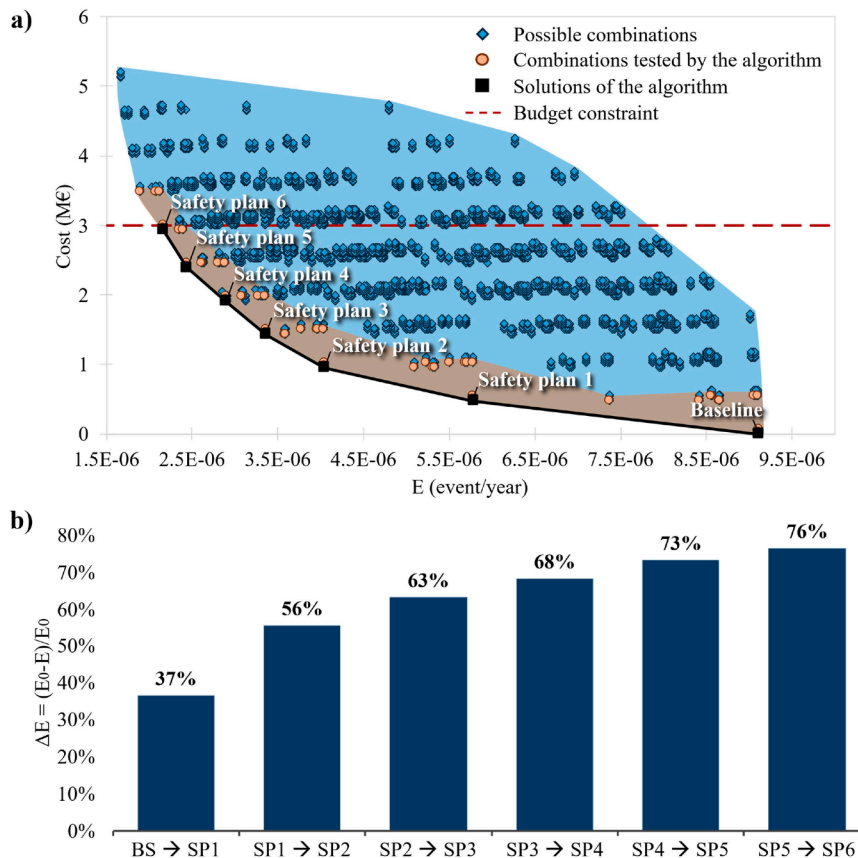 a)
6
5
4
3
2
1
0
Cost (M€)
Possible combinations
Combinations tested by the algorithm
Solutions of the algorithm
Budget constraint
Safety plan 6
Safety plan 5
Safety plan 4
Safety plan 3
Safety plan 2
Safety plan 1
Baseline
1.5E-06 2.5E-06 3.5E-06 4.5E-06 5.5E-06 6.5E-06 7.5E-06 8.5E-06 9.5E-06
E (event/year)
b)
80%
70%
60%
50%
40%
30%
20%
10%
0%
ΔE = (E0-E)/E0
37%
56%
63%
68%
73%
76%
BS → SP1 SP1 → SP2 SP2 → SP3 SP3 → SP4 SP4 → SP5 SP5 → SP6